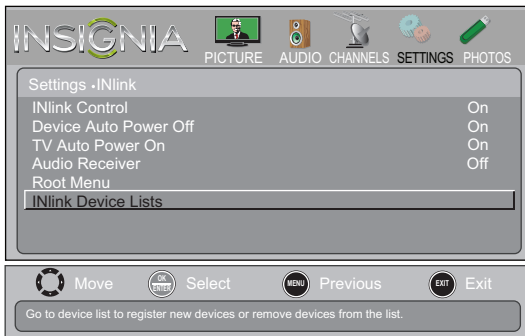 INSIGNIA
PICTURE AUDIO CHANNELS SETTINGS PHOTOS
Settings •INlink
INlink Control On
Device Auto Power Off On
TV Auto Power On On
Audio Receiver Off
Root Menu
INlink Device Lists
Move OK ENTER Select MENU Previous EXIT Exit
Go to device list to register new devices or remove devices from the list.